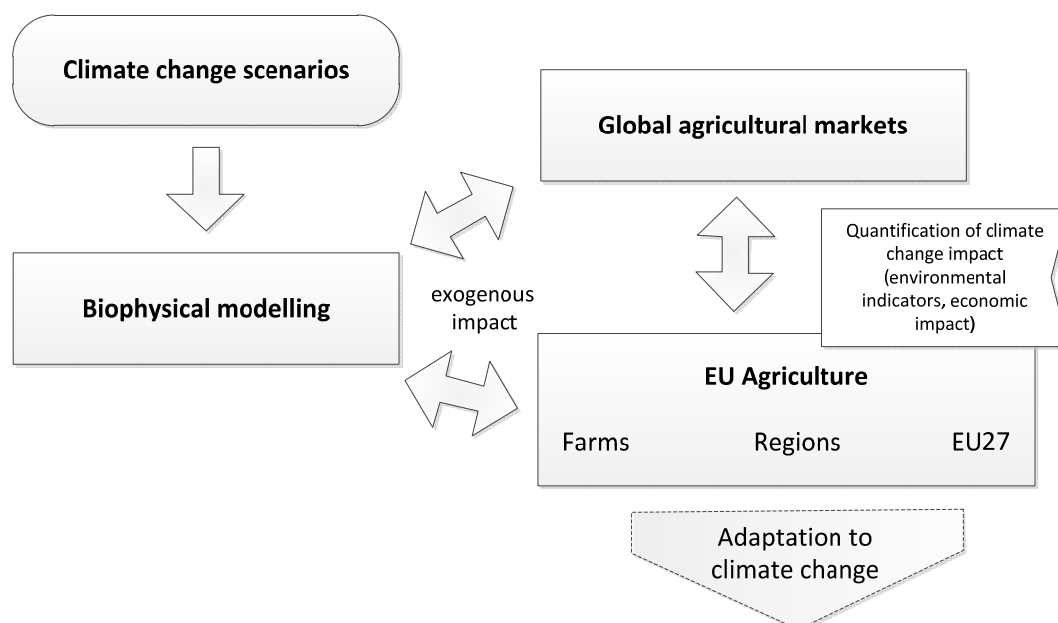 Climate change scenarios
Global agricultural markets
Quantification of climate
change impact
(environmental
indicators, economic
impact)
Biophysical modelling
exogenous
impact
EU Agriculture
Farms Regions EU27
Adaptation to
climate change